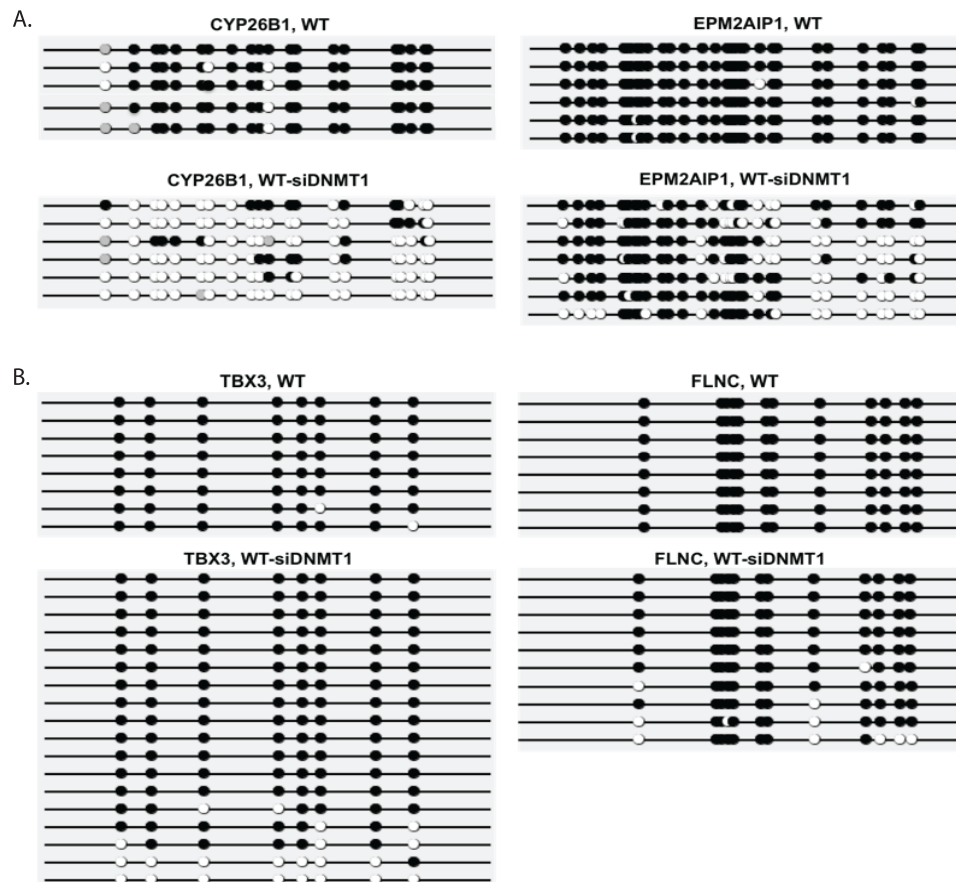 A.
CYP26B1, WT
EPM2AIP1, WT
CYP26B1, WT-siDNMT1
EPM2AIP1, WT-siDNMT1
B.
TBX3, WT
FLNC, WT
TBX3, WT-siDNMT1
FLNC, WT-siDNMT1